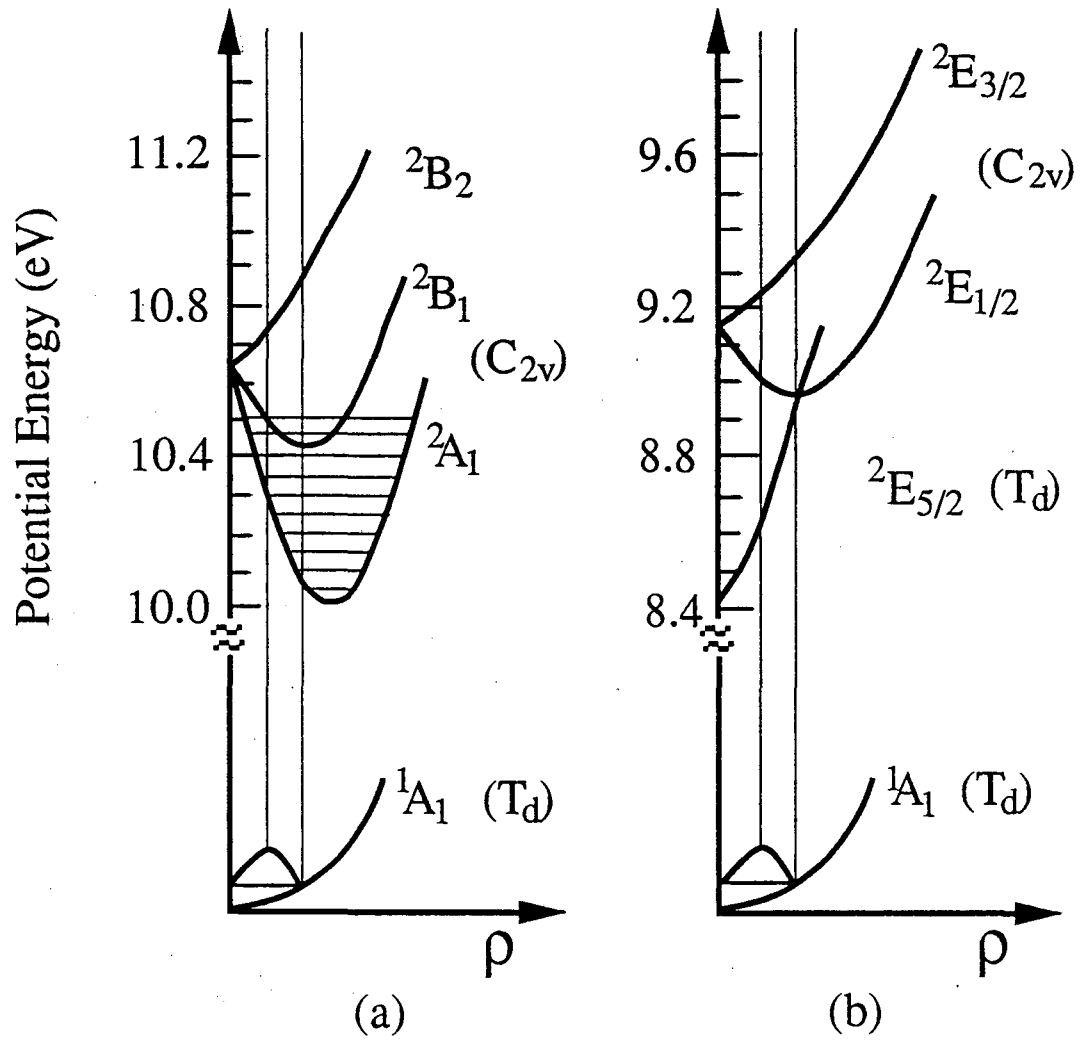 Potential Energy (eV)
11.2
10.8
10.4
10.0
²B₂
²B₁
(C₂ᵥ)
²A₁
¹A₁ (T_d)
ρ
(a)
9.6
9.2
8.8
8.4
²E₃/₂
(C₂ᵥ)
²E₁/₂
²E₅/₂ (T_d)
¹A₁ (T_d)
ρ
(b)